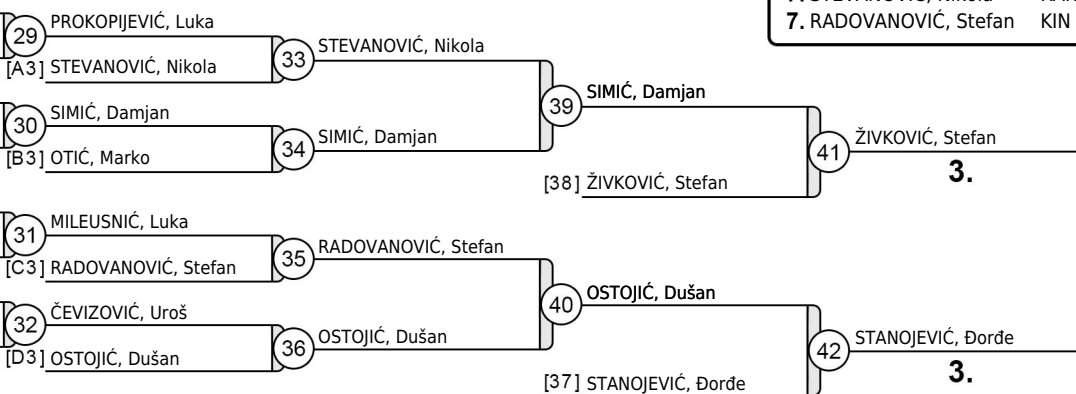 7. RADOVANOVIĆ, Stefan KIN
29 PROKOPIJEVIĆ, Luka
[A3] STEVANOVIĆ, Nikola
33 STEVANOVIĆ, Nikola
30 SIMIĆ, Damjan
[B3] OTIĆ, Marko
34 SIMIĆ, Damjan
39 SIMIĆ, Damjan
[38] ŽIVKOVIĆ, Stefan
41 ŽIVKOVIĆ, Stefan
3.
31 MILEUSNIĆ, Luka
[C3] RADOVANOVIĆ, Stefan
35 RADOVANOVIĆ, Stefan
32 ČEVIZOVIĆ, Uroš
[D3] OSTOJIĆ, Dušan
36 OSTOJIĆ, Dušan
40 OSTOJIĆ, Dušan
[37] STANOJEVIĆ, Đorđe
42 STANOJEVIĆ, Đorđe
3.